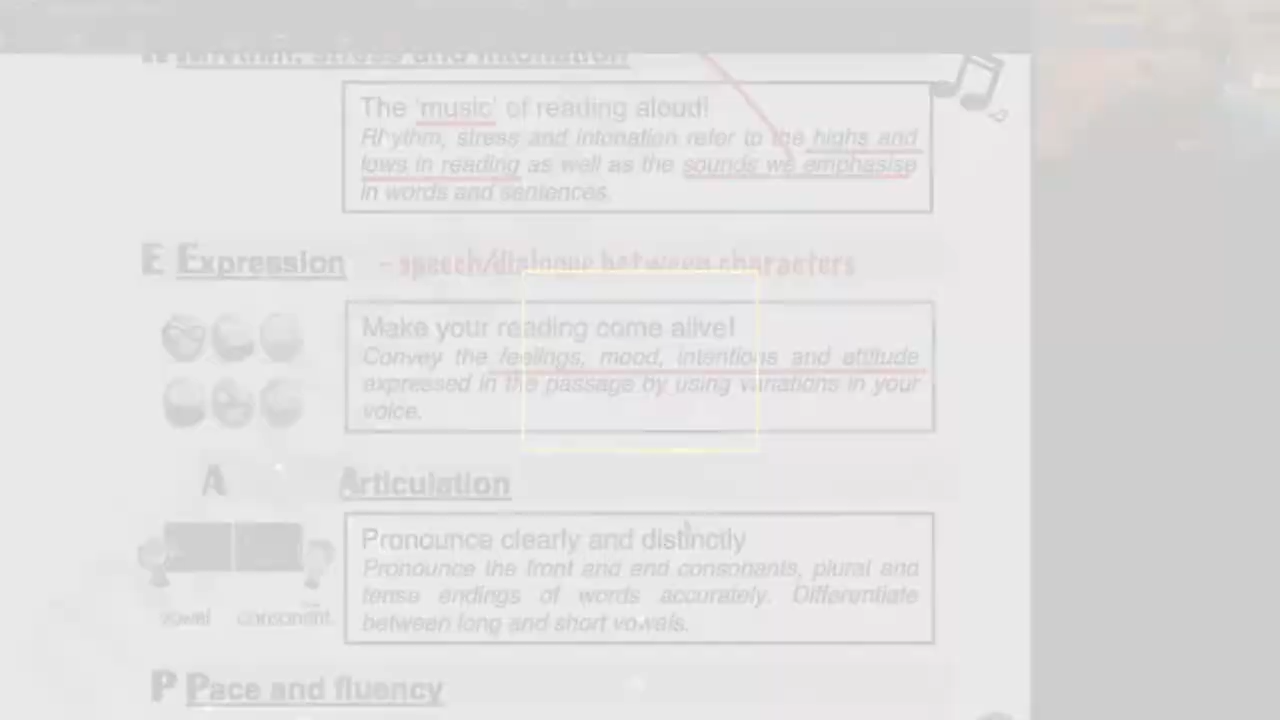 Rhythm, stress and intonation
The 'music' of reading aloud!
Rhythm, stress and intonation refer to the highs and
lows in reading as well as the sounds we emphasise
in words and sentences.
E Expression - speech/dialogue between characters
Make your reading come alive!
Convey the feelings, mood, intentions and attitude
expressed in the passage by using variations in your
voice.
A Articulation
Pronounce clearly and distinctly
Pronounce the front and end consonants, plural and
tense endings of words accurately. Differentiate
between long and short vowels.
vowel consonant
P Pace and fluency